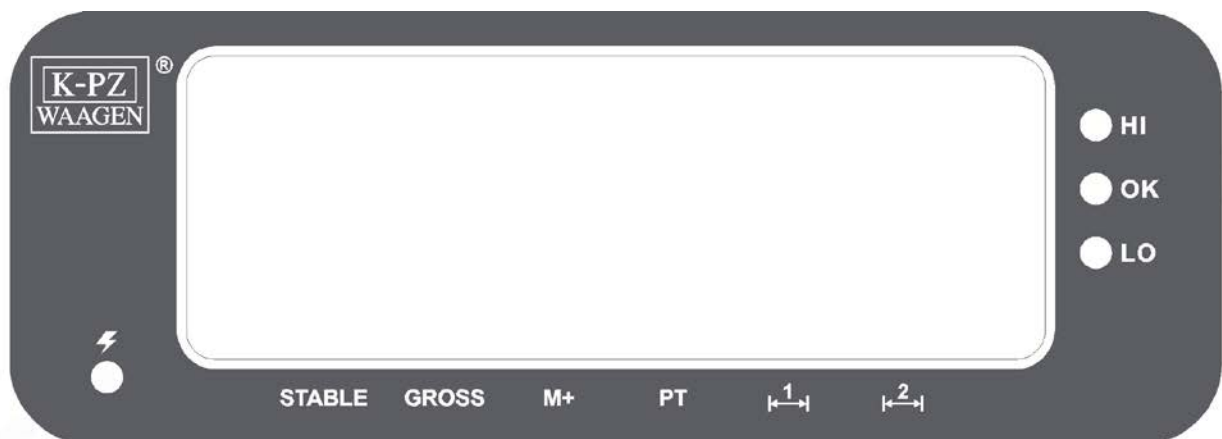 K-PZ ®
WAAGEN
HI
OK
LO
STABLE GROSS M+ PT 1 2